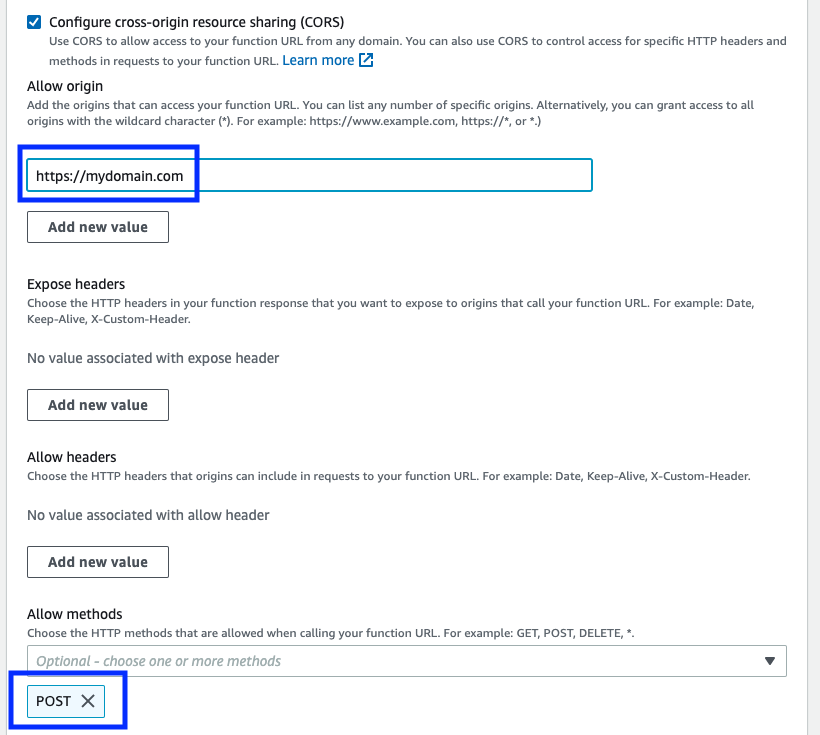 Configure cross-origin resource sharing (CORS)
Use CORS to allow access to your function URL from any domain. You can also use CORS to control access for specific HTTP headers and
methods in requests to your function URL. Learn more
Allow origin
Add the origins that can access your function URL. You can list any number of specific origins. Alternatively, you can grant access to all
origins with the wildcard character (*). For example: https://www.example.com, https://*, or *.)
https://mydomain.com
Add new value
Expose headers
Choose the HTTP headers in your function response that you want to expose to origins that call your function URL. For example: Date,
Keep-Alive, X-Custom-Header.
No value associated with expose header
Add new value
Allow headers
Choose the HTTP headers that origins can include in requests to your function URL. For example: Date, Keep-Alive, X-Custom-Header.
No value associated with allow header
Add new value
Allow methods
Choose the HTTP methods that are allowed when calling your function URL. For example: GET, POST, DELETE, *.
Optional - choose one or more methods
POST